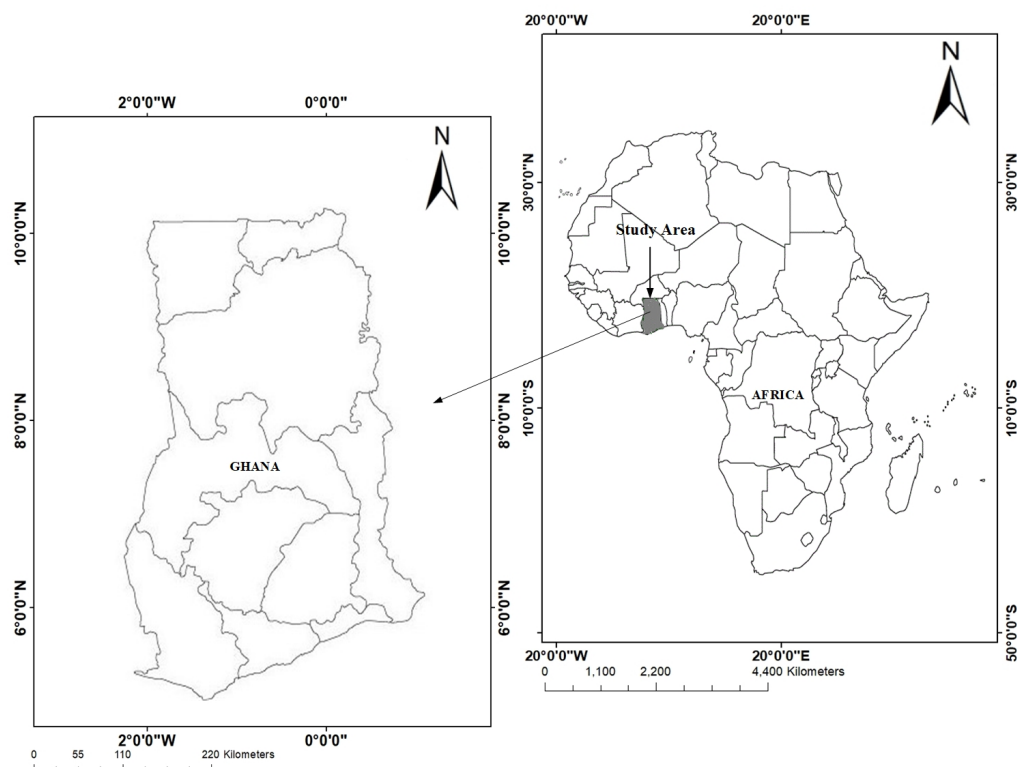 2°0'0"W 0°0'0"
N
10°0'0"N 10°0'0"N
8°0'0"N 8°0'0"N
GHANA
6°0'0"N 6°0'0"N
2°0'0"W 0°0'0"
0 55 110 220 Kilometers
20°0'0"W 20°0'0"E
N
30°0'0"N 30°0'0"N
Study Area
AFRICA
10°0'0"S 10°0'0"S
50°0'0"S
20°0'0"W 20°0'0"E
0 1,100 2,200 4,400 Kilometers